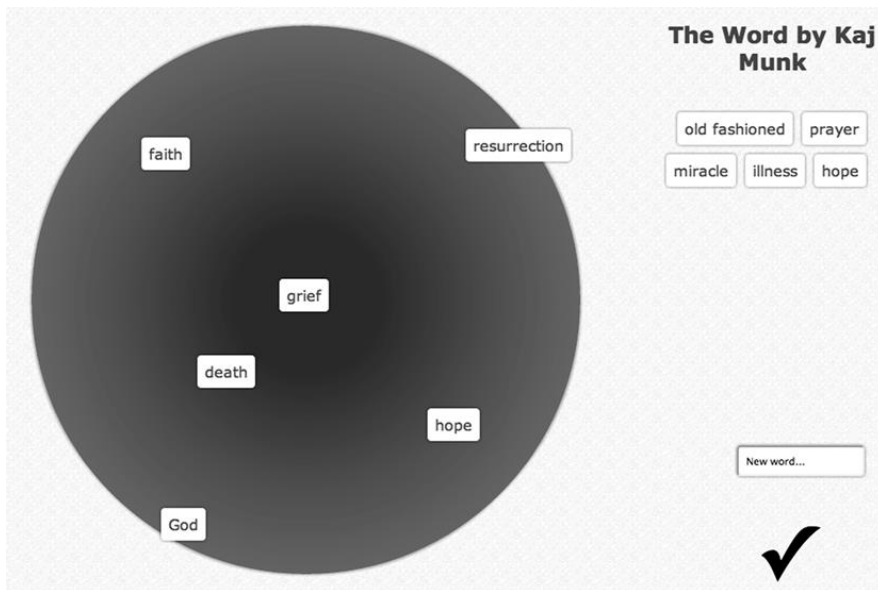 The Word by Kaj
Munk
old fashioned prayer
miracle illness hope
faith
resurrection
grief
death
hope
God
New word...